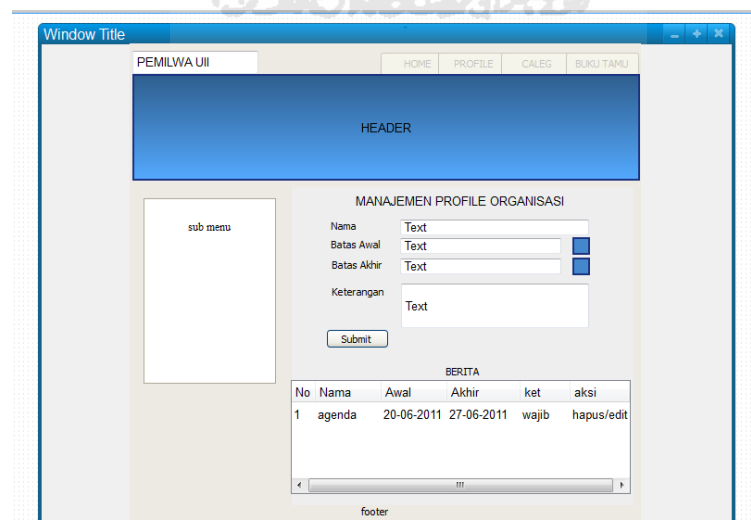 Window Title
PEMILWA UII HOME PROFILE CALEG BUKU TAMU
HEADER
MANAJEMEN PROFILE ORGANISASI
sub menu
Nama Text
Batas Awal Text
Batas Akhir Text
Keterangan
Text
Submit
BERITA
No Nama Awal Akhir ket aksi
1 agenda 20-06-2011 27-06-2011 wajib hapus/edit
footer